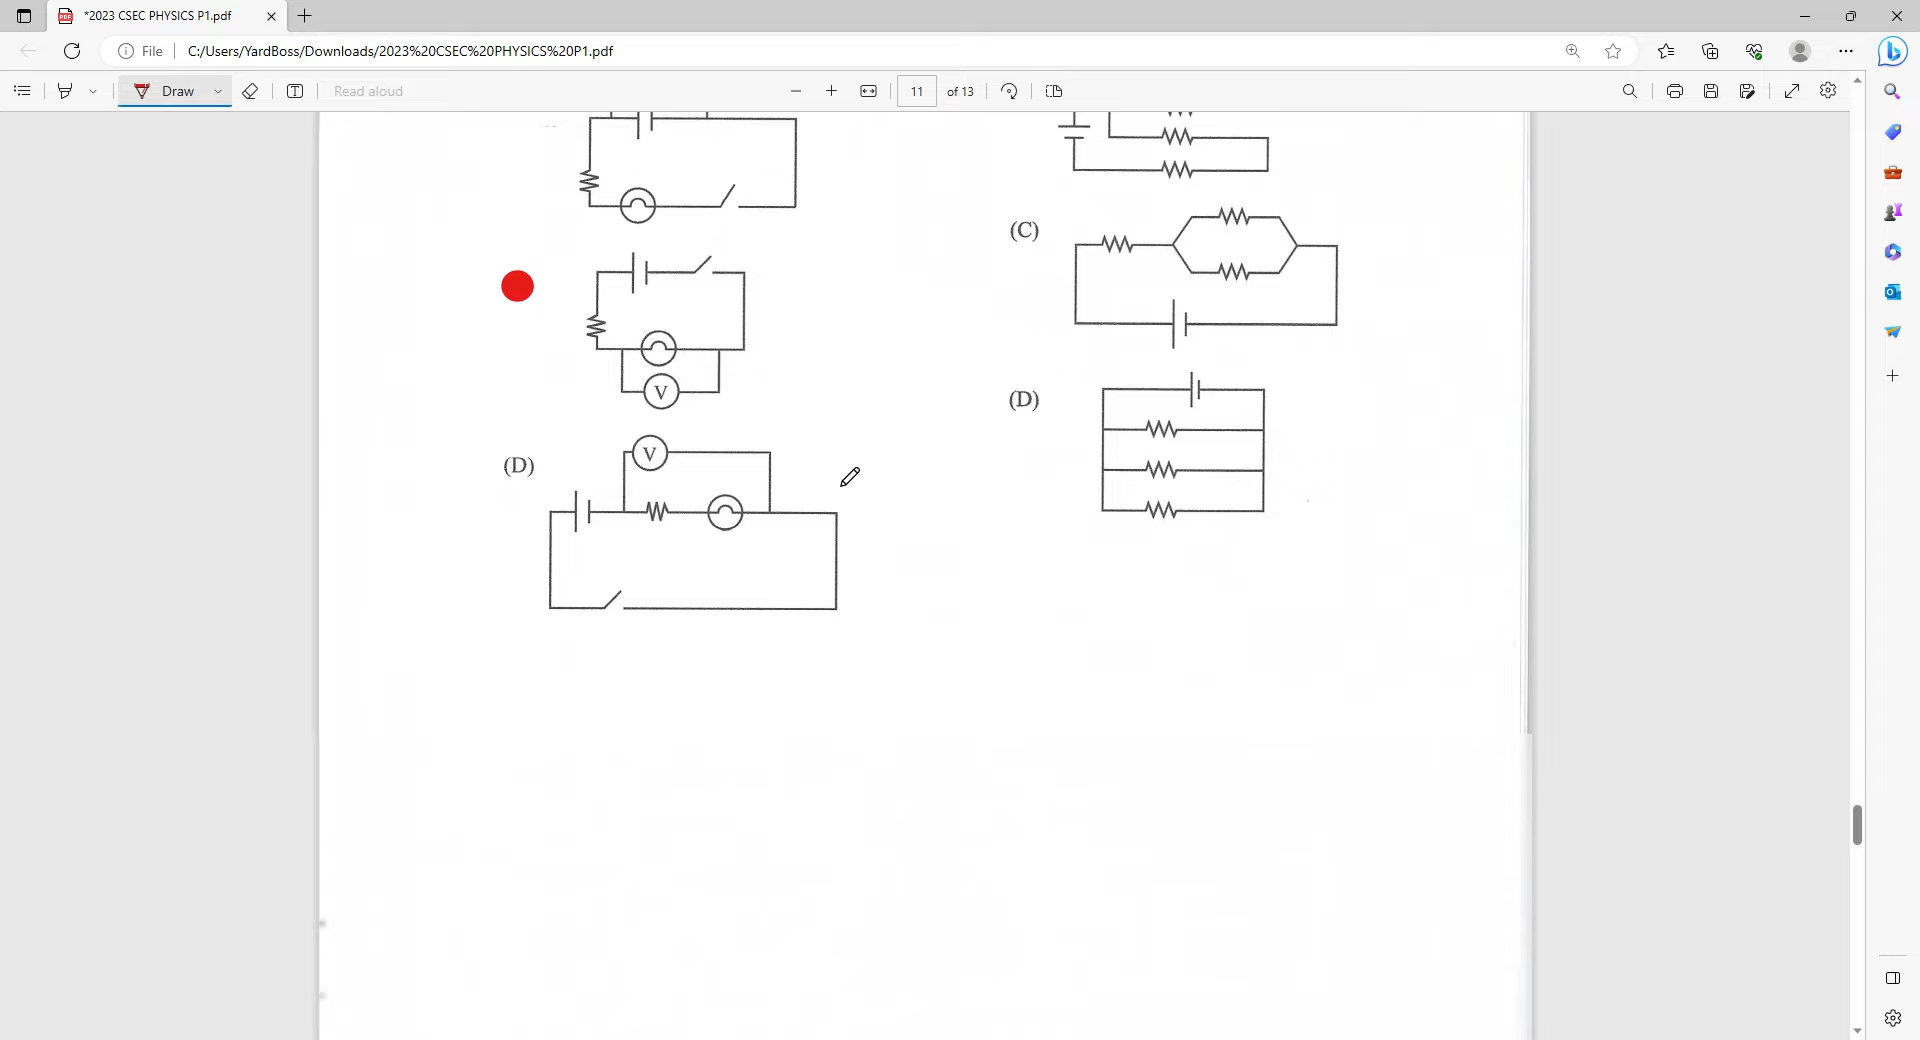 *2023 CSEC PHYSICS P1.pdf
File
C:/Users/YardBoss/Downloads/2023%20CSEC%20PHYSICS%20P1.pdf
Draw
Read aloud
11 of 13
(C)
V
(D)
(D)
V